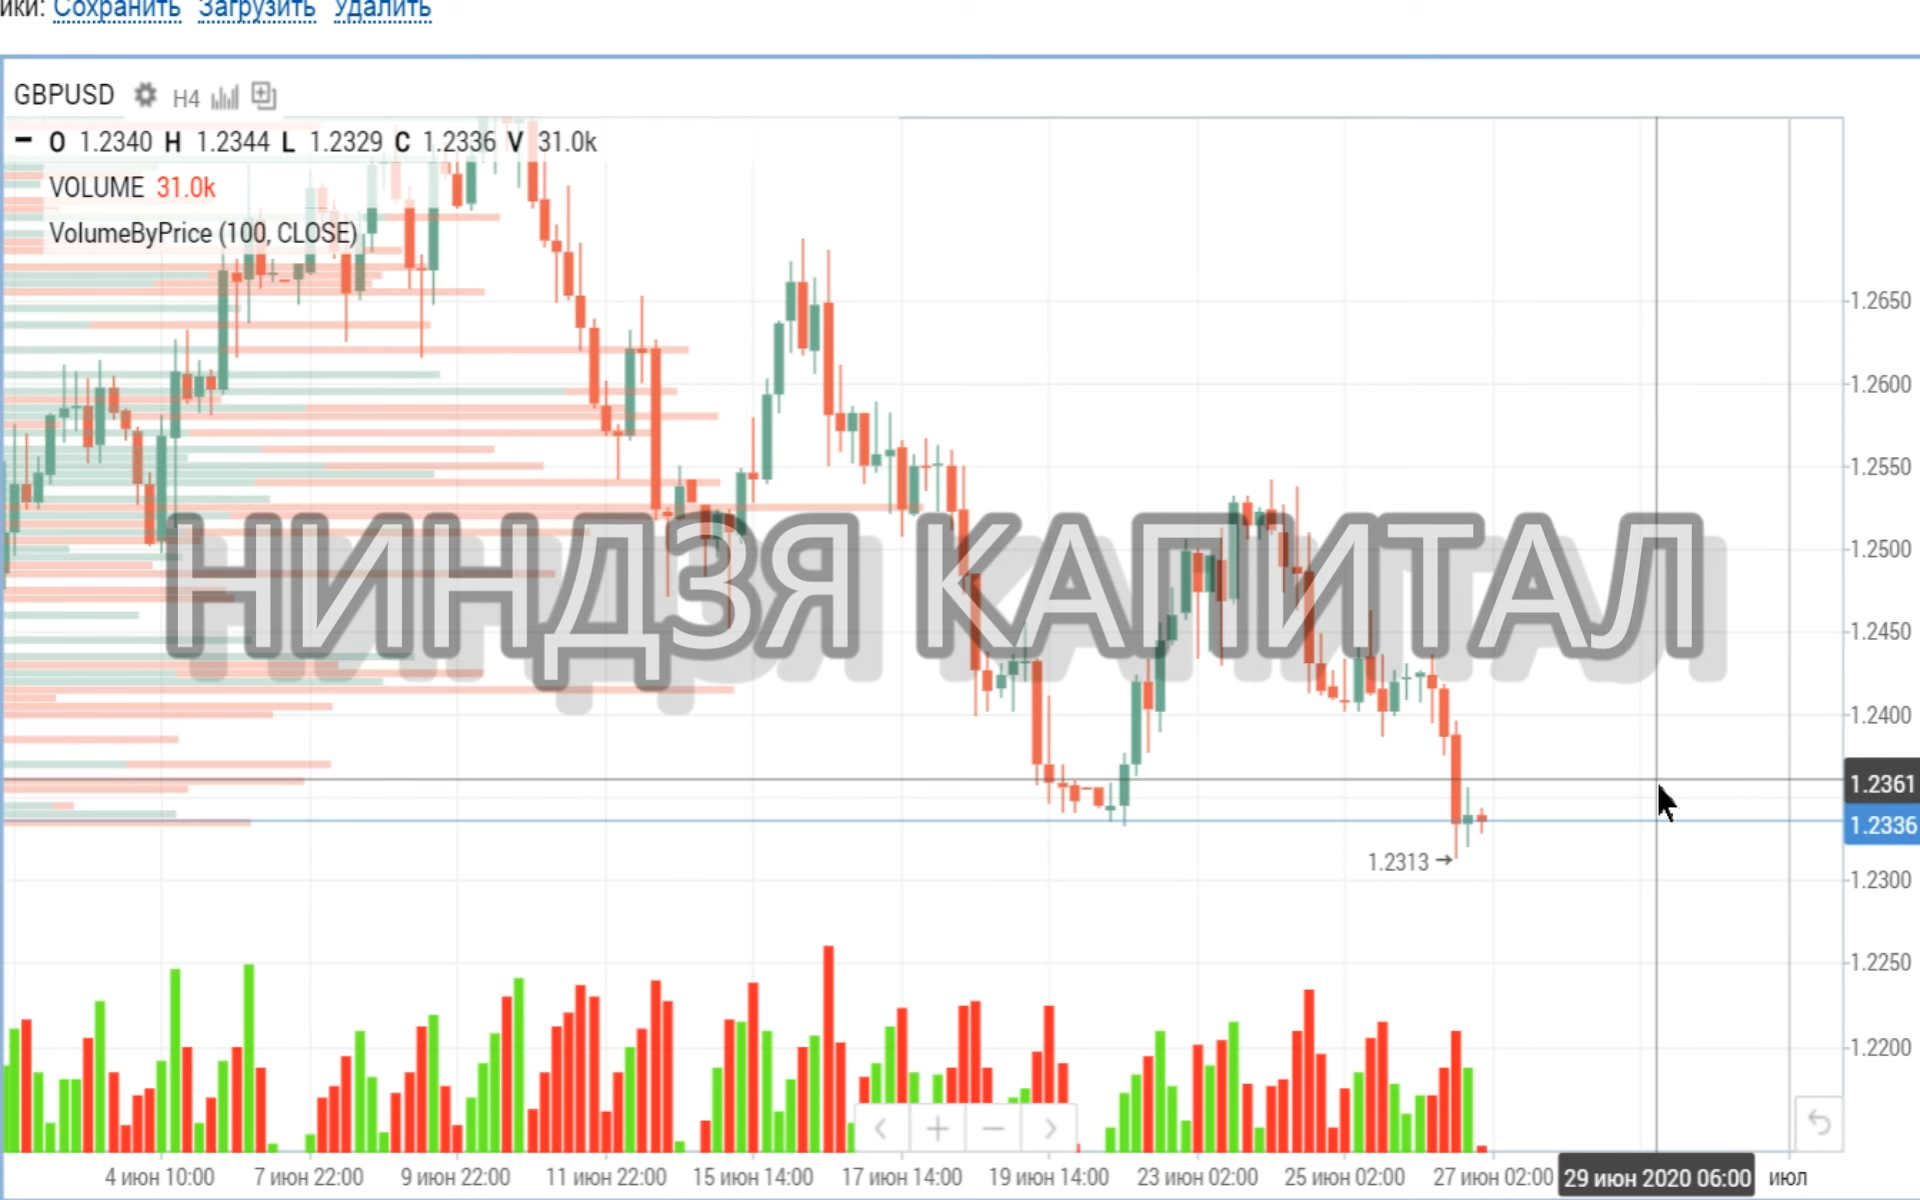 ики: Сохранить Загрузить Удалить
GBPUSD H4
O 1.2340 H 1.2344 L 1.2329 C 1.2336 V 31.0k
VOLUME 31.0k
VolumeByPrice (100, CLOSE)
1.2650
1.2600
1.2550
1.2500
НИНДЗЯ КАПИТАЛ
1.2450
1.2400
1.2361
1.2336
1.2313
1.2300
1.2250
1.2200
4 июн 10:00 7 июн 22:00 9 июн 22:00 11 июн 22:00 15 июн 14:00 17 июн 14:00 19 июн 14:00 23 июн 02:00 25 июн 02:00 27 июн 02:00 29 июн 2020 06:00 июл